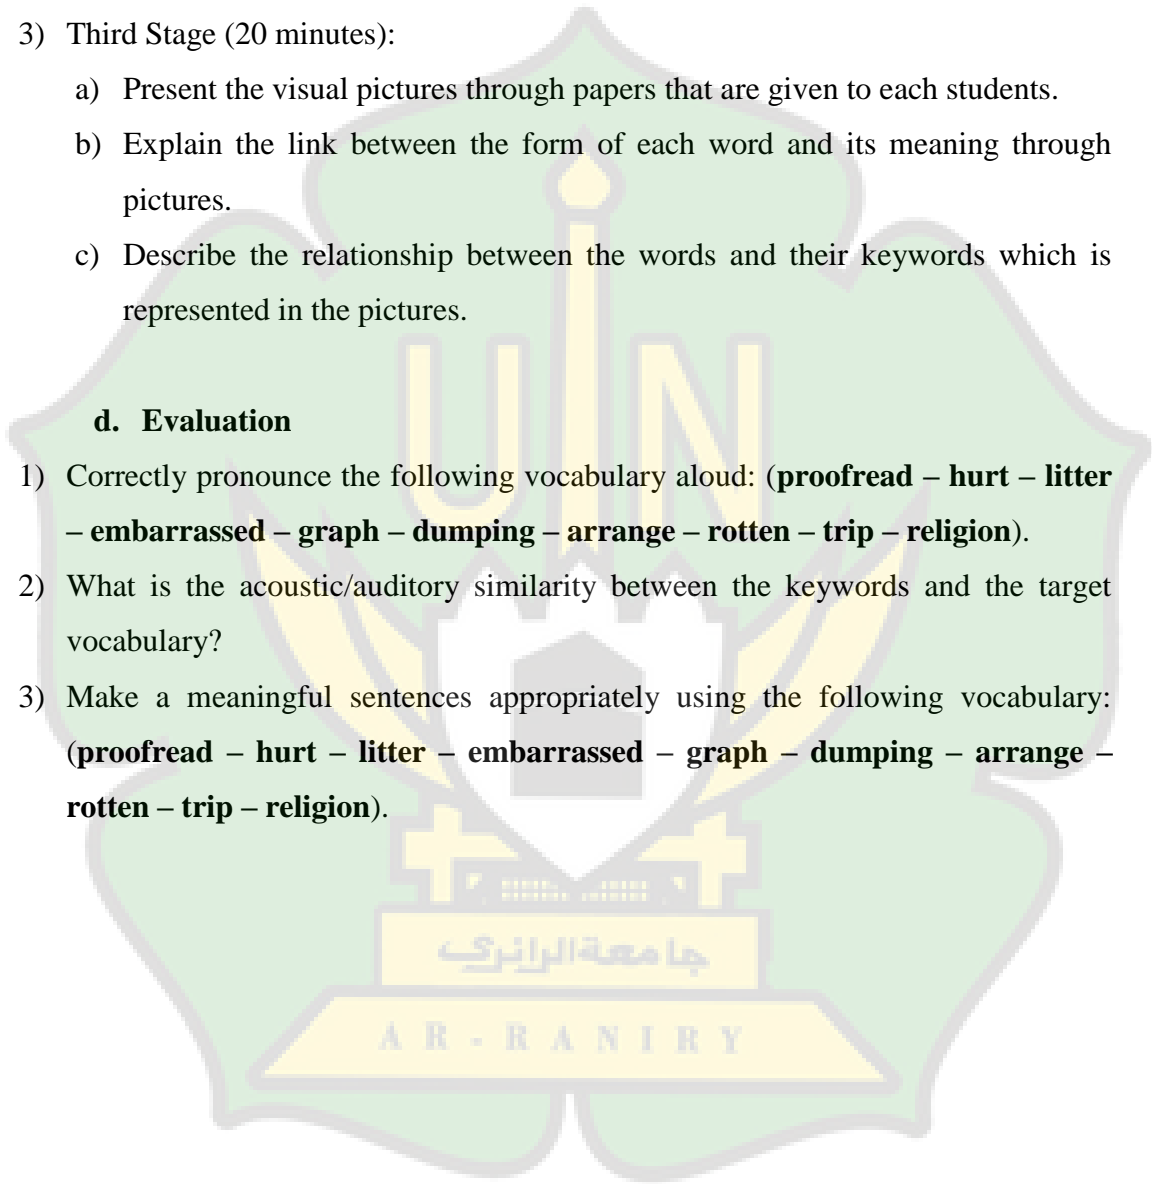 3) Third Stage (20 minutes):
a) Present the visual pictures through papers that are given to each students.
b) Explain the link between the form of each word and its meaning through
pictures.
c) Describe the relationship between the words and their keywords which is
represented in the pictures.
d. Evaluation
1) Correctly pronounce the following vocabulary aloud: (proofread – hurt – litter
– embarrassed – graph – dumping – arrange – rotten – trip – religion).
2) What is the acoustic/auditory similarity between the keywords and the target
vocabulary?
3) Make a meaningful sentences appropriately using the following vocabulary:
(proofread – hurt – litter – embarrassed – graph – dumping – arrange –
rotten – trip – religion).
UIN
جامعة الرانري
AR-RANIRY